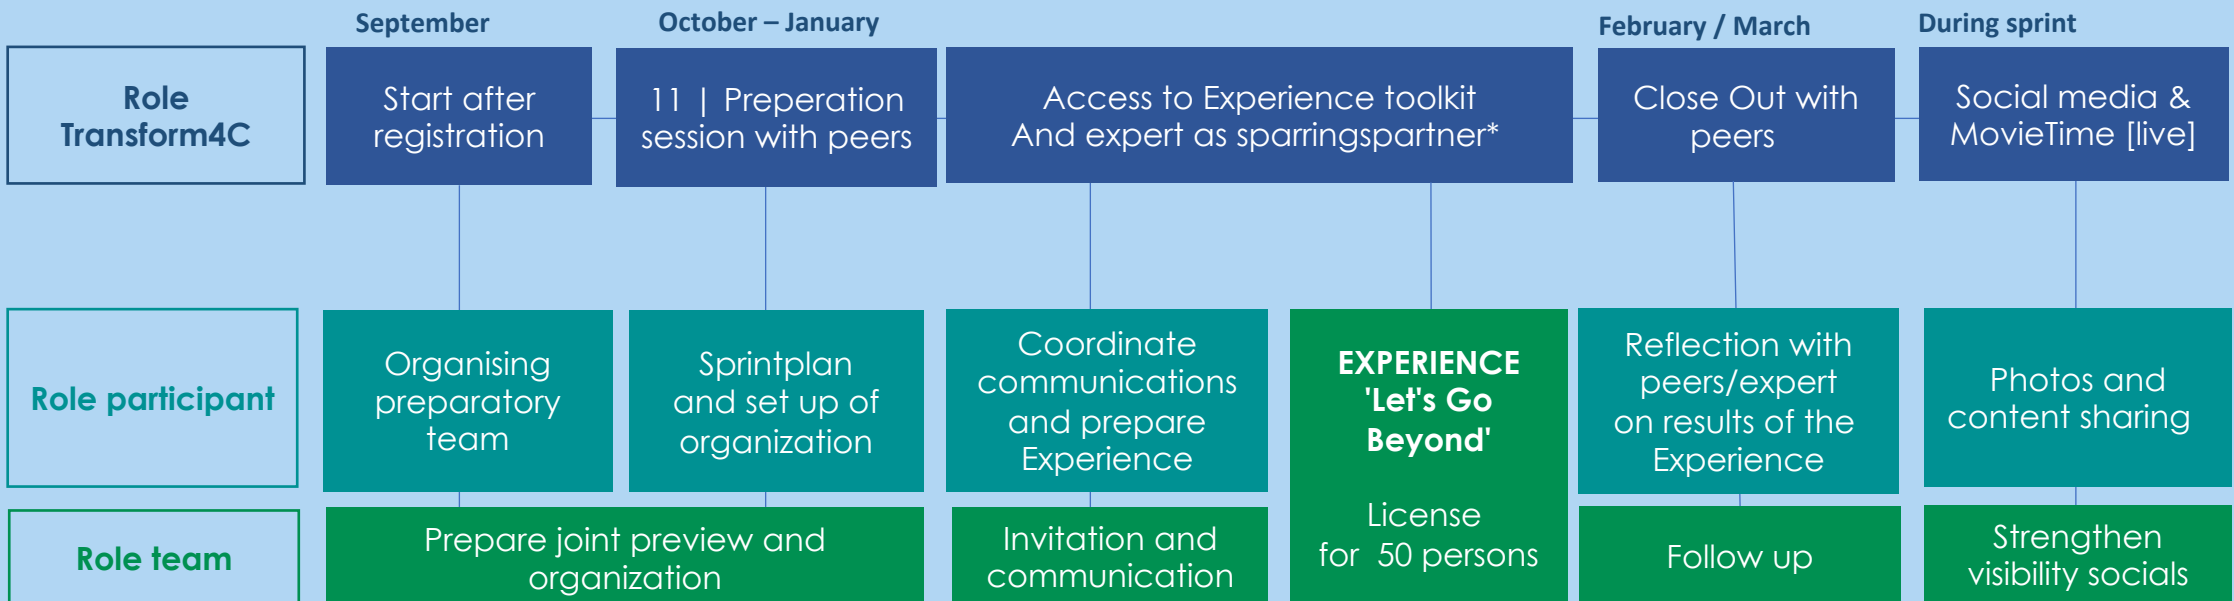 September
October – January
February / March
During sprint
Role
Transform4C
Start after
registration
11 | Preperation
session with peers
Access to Experience toolkit
And expert as sparringspartner*
Close Out with
peers
Social media &
MovieTime [live]
Role participant
Organising
preparatory
team
Sprintplan
and set up of
organization
Coordinate
communications
and prepare
Experience
EXPERIENCE
'Let's Go
Beyond'
License
for 50 persons
Reflection with
peers/expert
on results of the
Experience
Photos and
content sharing
Role team
Prepare joint preview and
organization
Invitation and
communication
Follow up
Strengthen
visibility socials